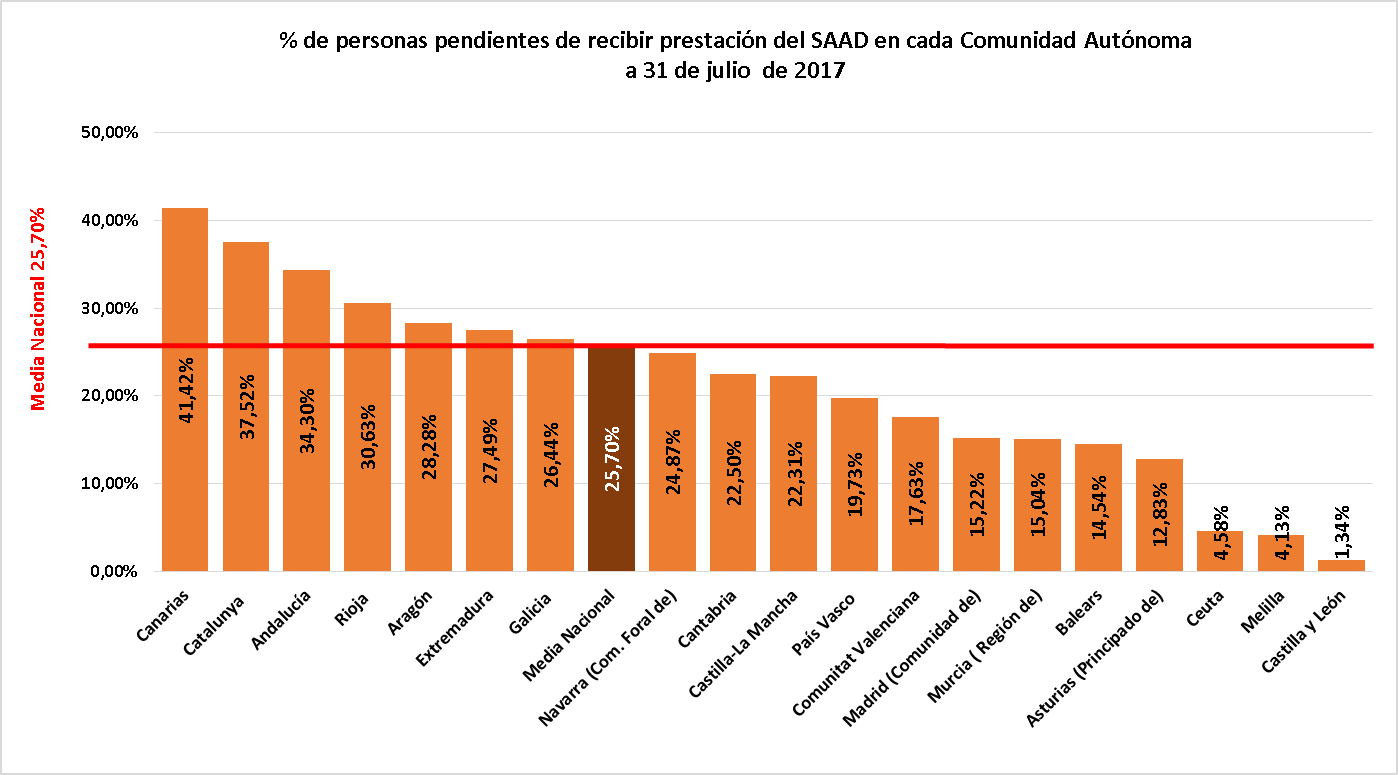 % de personas pendientes de recibir prestación del SAAD en cada Comunidad Autónoma
a 31 de julio  de 2017
Media Nacional 25,70%
50,00%
40,00%
30,00%
20,00%
10,00%
0,00%
41,42%
37,52%
34,30%
30,63%
28,28%
27,49%
26,44%
25,70%
24,87%
22,50%
22,31%
19,73%
17,63%
15,22%
15,04%
14,54%
12,83%
4,58%
4,13%
1,34%
Canarias
Catalunya
Andalucía
Rioja
Aragón
Extremadura
Galicia
Media Nacional
Navarra (Com. Foral de)
Cantabria
Castilla-La Mancha
País Vasco
Comunitat Valenciana
Madrid (Comunidad de)
Murcia ( Región de)
Balears
Asturias (Principado de)
Ceuta
Melilla
Castilla y León